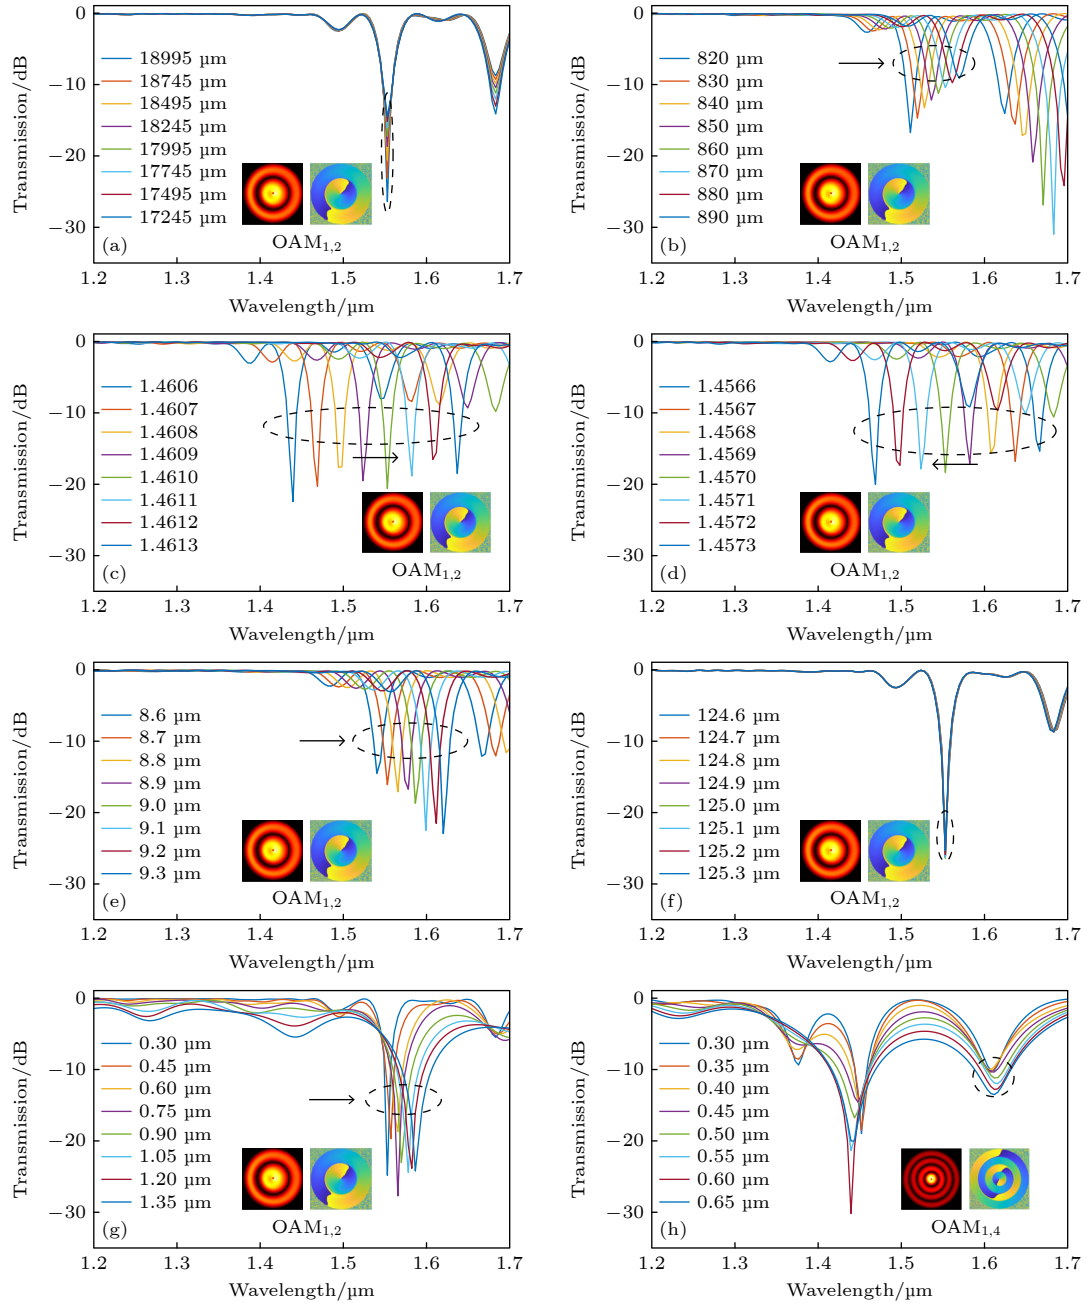 0
−10
−20
−30
Transmission/dB
18995 µm
18745 µm
18495 µm
18245 µm
17995 µm
17745 µm
17495 µm
17245 µm
(a)
OAM1,2
1.2 1.3 1.4 1.5 1.6 1.7
Wavelength/µm
0
−10
−20
−30
Transmission/dB
820 µm
830 µm
840 µm
850 µm
860 µm
870 µm
880 µm
890 µm
(b)
OAM1,2
1.2 1.3 1.4 1.5 1.6 1.7
Wavelength/µm
0
−10
−20
−30
Transmission/dB
1.4606
1.4607
1.4608
1.4609
1.4610
1.4611
1.4612
1.4613
(c)
OAM1,2
1.2 1.3 1.4 1.5 1.6 1.7
Wavelength/µm
0
−10
−20
−30
Transmission/dB
1.4566
1.4567
1.4568
1.4569
1.4570
1.4571
1.4572
1.4573
(d)
OAM1,2
1.2 1.3 1.4 1.5 1.6 1.7
Wavelength/µm
0
−10
−20
−30
Transmission/dB
8.6 µm
8.7 µm
8.8 µm
8.9 µm
9.0 µm
9.1 µm
9.2 µm
9.3 µm
(e)
OAM1,2
1.2 1.3 1.4 1.5 1.6 1.7
Wavelength/µm
0
−10
−20
−30
Transmission/dB
124.6 µm
124.7 µm
124.8 µm
124.9 µm
125.0 µm
125.1 µm
125.2 µm
125.3 µm
(f)
OAM1,2
1.2 1.3 1.4 1.5 1.6 1.7
Wavelength/µm
0
−10
−20
−30
Transmission/dB
0.30 µm
0.45 µm
0.60 µm
0.75 µm
0.90 µm
1.05 µm
1.20 µm
1.35 µm
(g)
OAM1,2
1.2 1.3 1.4 1.5 1.6 1.7
Wavelength/µm
0
−10
−20
−30
Transmission/dB
0.30 µm
0.35 µm
0.40 µm
0.45 µm
0.50 µm
0.55 µm
0.60 µm
0.65 µm
(h)
OAM1,4
1.2 1.3 1.4 1.5 1.6 1.7
Wavelength/µm